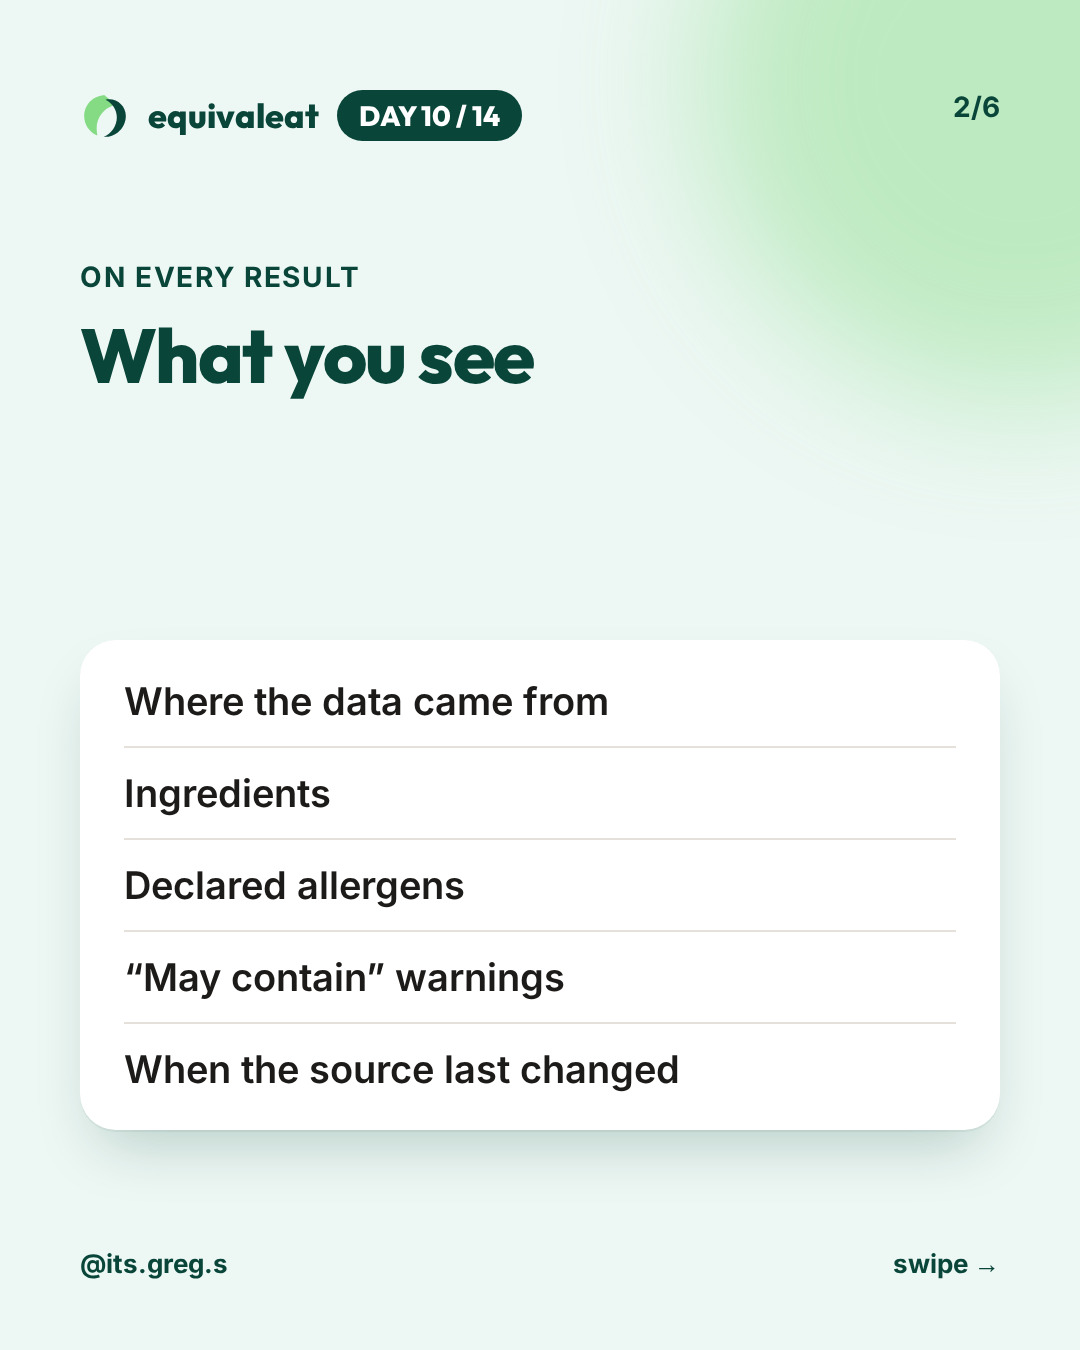 equivaleat DAY 10 / 14 2/6
ON EVERY RESULT
What you see
Where the data came from
Ingredients
Declared allergens
“May contain” warnings
When the source last changed
@its.greg.s swipe →